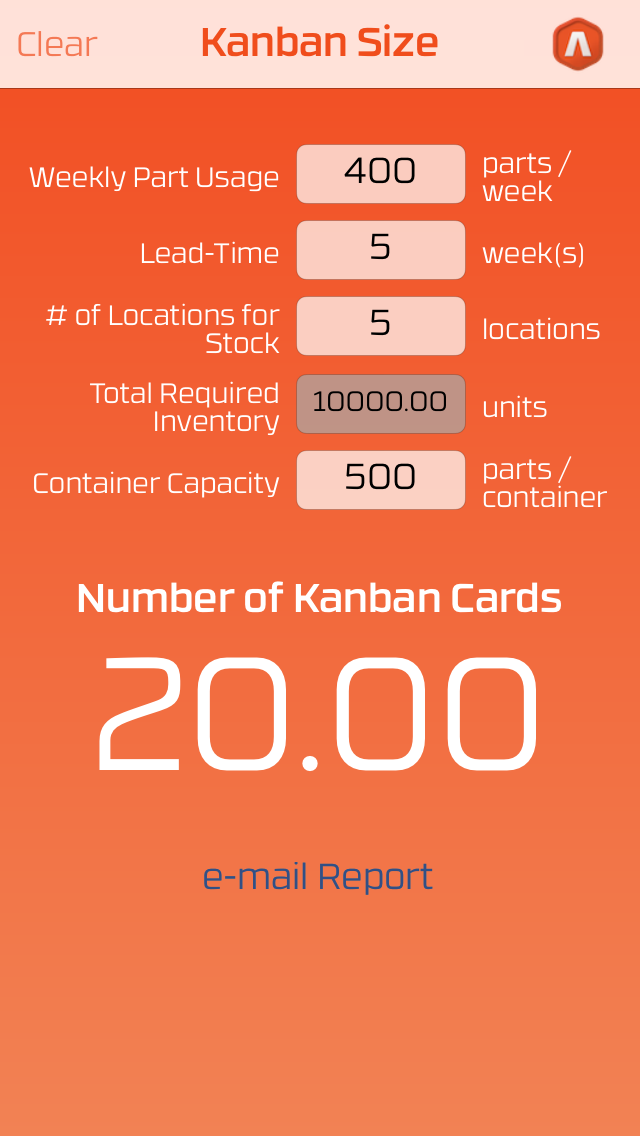 Clear
Kanban Size
Weekly Part Usage
400
parts /
week
Lead-Time
5
week(s)
# of Locations for
Stock
5
locations
Total Required
Inventory
10000.00
units
Container Capacity
500
parts /
container
Number of Kanban Cards
20.00
e-mail Report